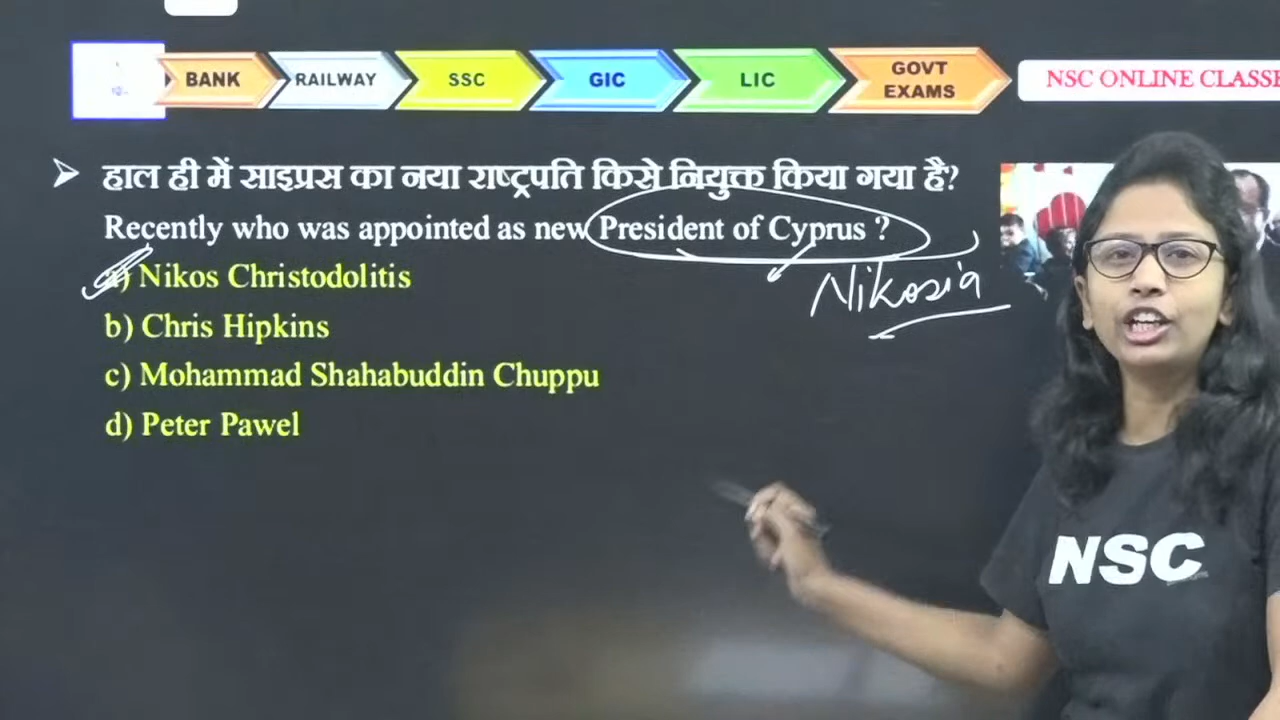 BANK
RAILWAY
SSC
GIC
LIC
GOVT
EXAMS
NSC ONLINE CLASSE
हाल ही में साइप्रस का नया राष्ट्रपति किसे नियुक्त किया गया है?
Recently who was appointed as new President of Cyprus ?
a) Nikos Christodolitis
Nikosia
b) Chris Hipkins
c) Mohammad Shahabuddin Chuppu
d) Peter Pawel
NSC